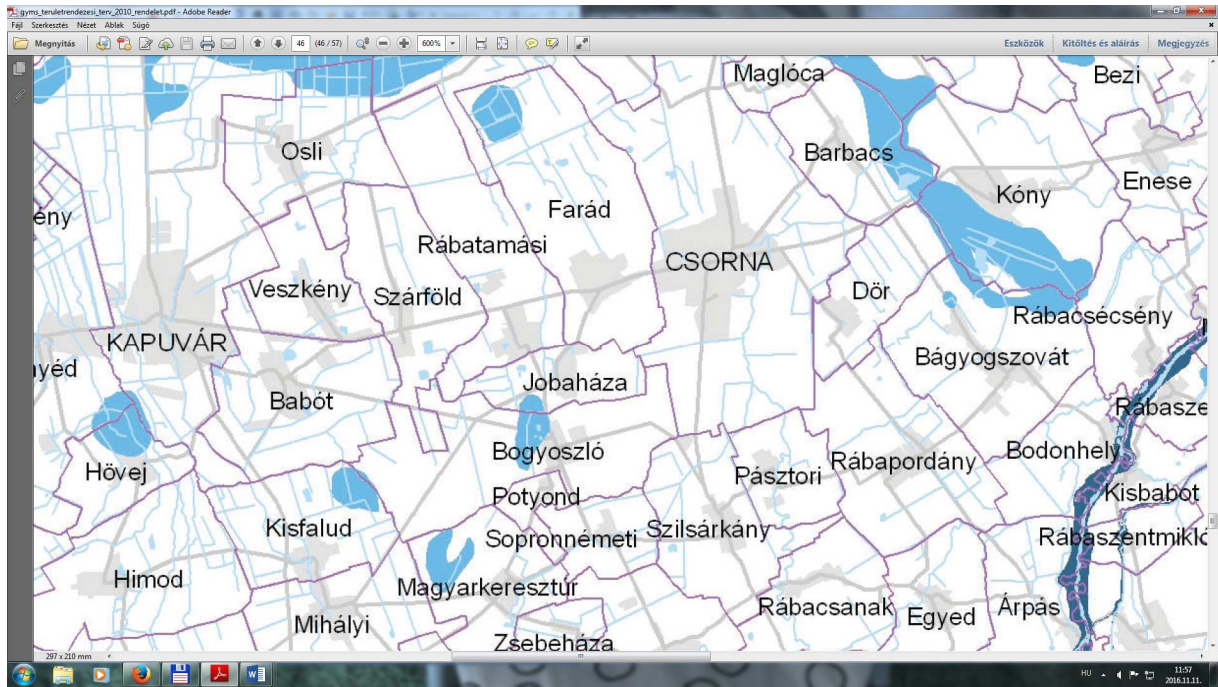 gyms_teruletrendezesi_terv_2010_rendelet.pdf - Adobe Reader
Fájl Szerkesztés Nézet Ablak Súgó
Megnyitás 46 (46 / 57) 600% Eszközök Kitöltés és aláírás Megjegyzés
Maglóca Bezi
Osli Barbacs
Enese
Kóny
ény Farád
Rábatamási
CSORNA
Veszkény Szárföld Dör
Rábacsécsény
KAPUVÁR
Bágyogszovát
yéd Jobaháza
Babót Rábasze
Bogyoszló Bodonhely
Hövej Pásztori Rábapordány
Potyond Kisbabot
Kisfalud Sopronnémeti Szilsárkány Rábaszentmikló
Himod Magyarkeresztúr
Rábacsanak Egyed Árpás
Mihályi
Zsebeháza
297 x 210 mm
HU 11:57
2016.11.11.